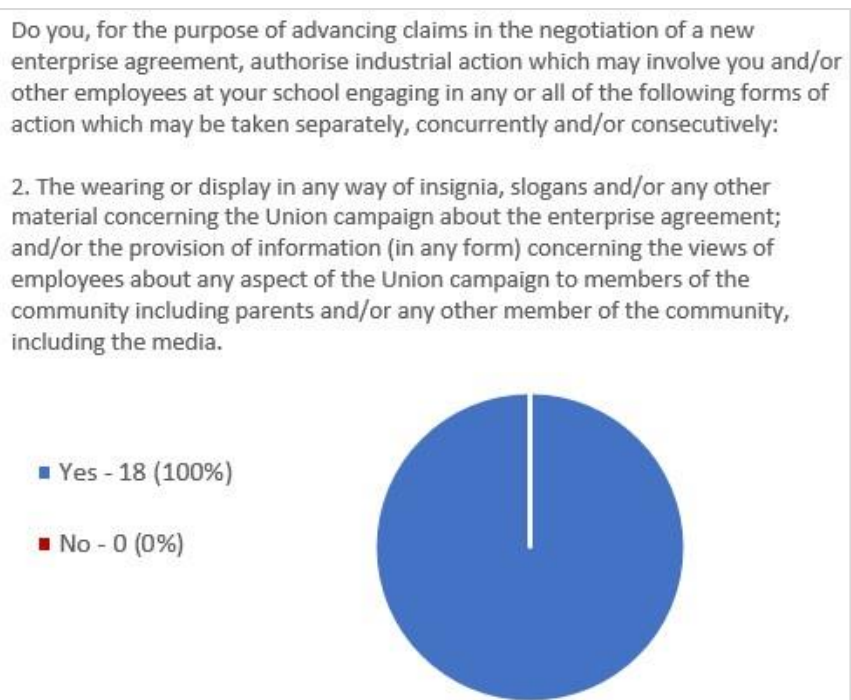 Do you, for the purpose of advancing claims in the negotiation of a new
enterprise agreement, authorise industrial action which may involve you and/or
other employees at your school engaging in any or all of the following forms of
action which may be taken separately, concurrently and/or consecutively:
2. The wearing or display in any way of insignia, slogans and/or any other
material concerning the Union campaign about the enterprise agreement;
and/or the provision of information (in any form) concerning the views of
employees about any aspect of the Union campaign to members of the
community including parents and/or any other member of the community,
including the media.
Yes - 18 (100%)
No - 0 (0%)